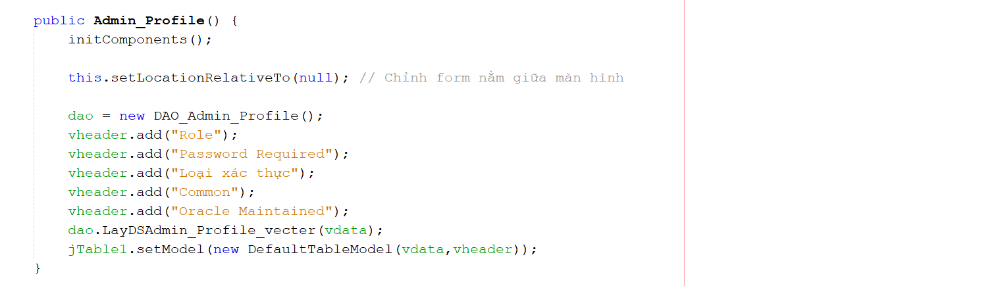 public Admin_Profile() {
initComponents();
this.setLocationRelativeTo(null); // Chỉnh form nằm giữa màn hình
dao = new DAO_Admin_Profile();
vheader.add("Role");
vheader.add("Password Required");
vheader.add("Loại xác thực");
vheader.add("Common");
vheader.add("Oracle Maintained");
dao.LayDSAdmin_Profile_vecter(vdata);
jTable1.setModel(new DefaultTableModel(vdata,vheader));
}